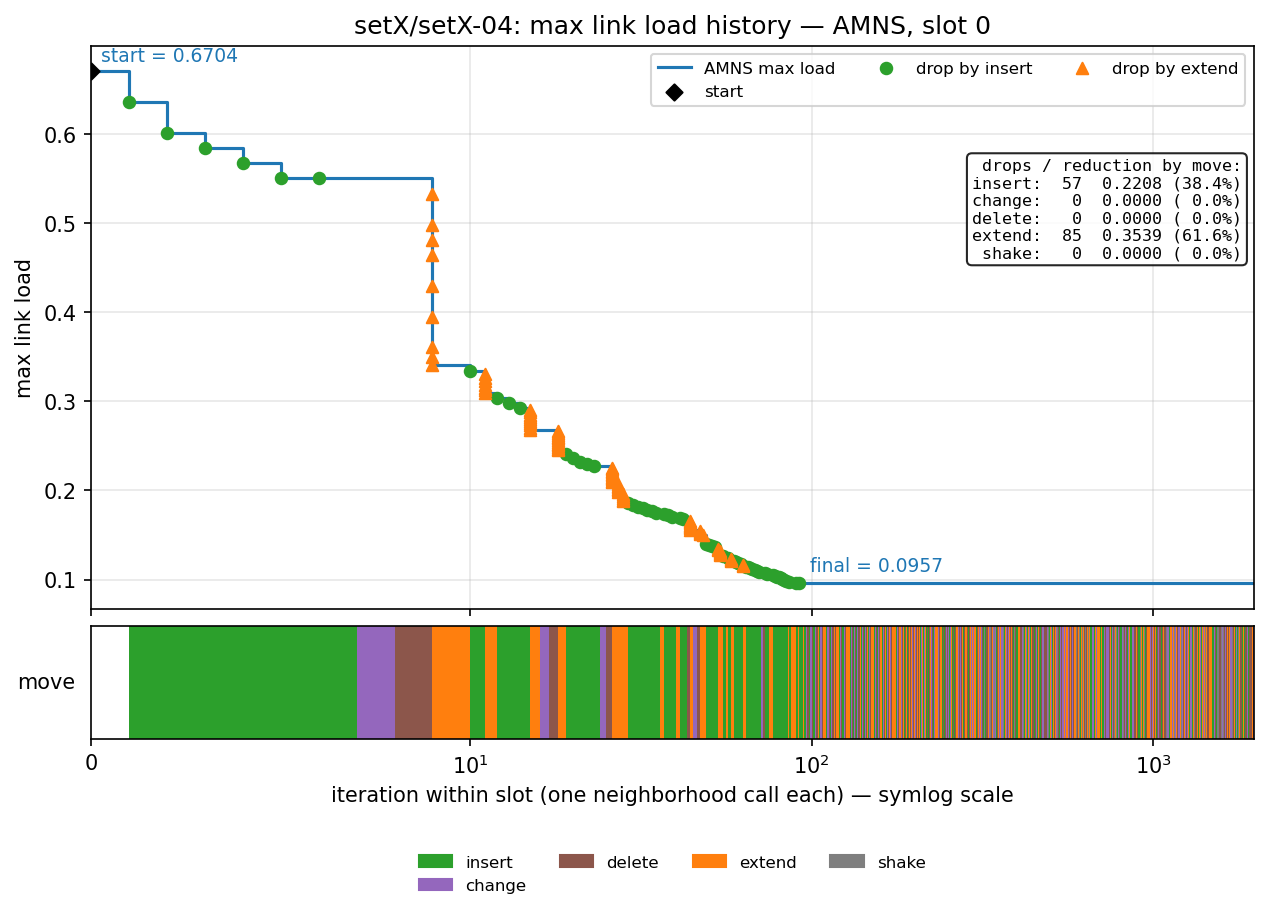 setX/setX-04: max link load history — AMNS, slot 0
start = 0.6704
AMNS max load
drop by insert
drop by extend
start
drops / reduction by move:
insert: 57 0.2208 (38.4%)
change: 0 0.0000 ( 0.0%)
delete: 0 0.0000 ( 0.0%)
extend: 85 0.3539 (61.6%)
shake: 0 0.0000 ( 0.0%)
max link load
0.6
0.5
0.4
0.3
0.2
0.1
final = 0.0957
move
0
10¹
10²
10³
iteration within slot (one neighborhood call each) — symlog scale
insert
delete
extend
shake
change